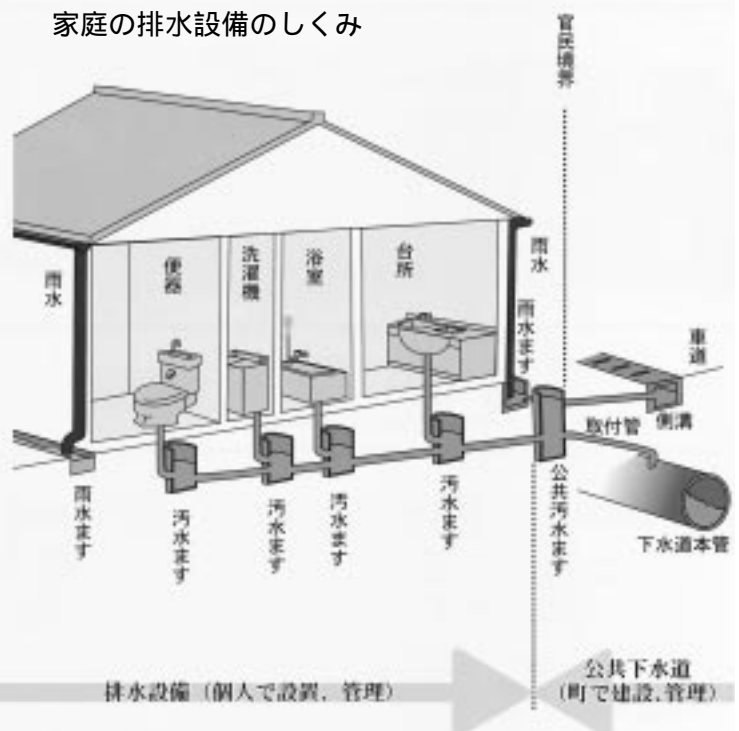 家庭の排水設備のしくみ
官民境界
雨水
便器
洗濯機
浴室
台所
雨水
雨水ます
車道
側溝
取付管
雨水ます
汚水ます
汚水ます
汚水ます
汚水ます
公共汚水ます
下水道本管
排水設備（個人で設置、管理）
公共下水道
（町で建設、管理）